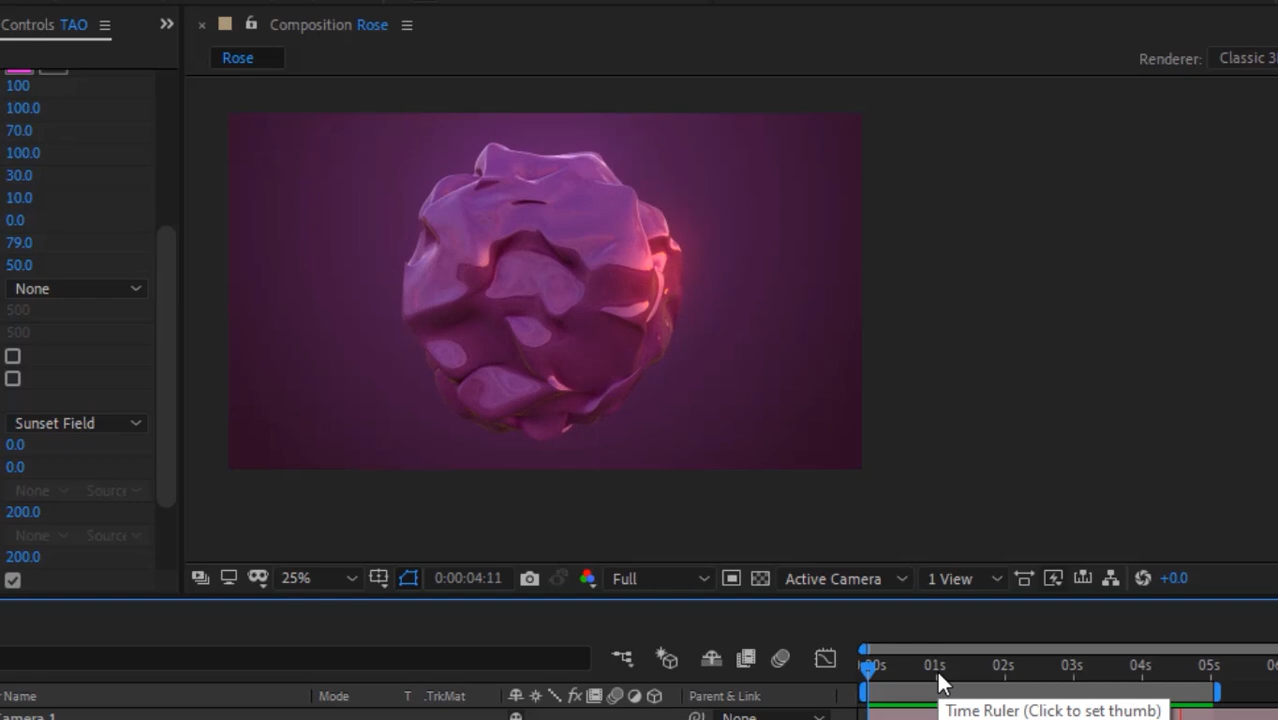 Controls TAO
Composition Rose
Rose
Renderer: Classic 3
100
100.0
70.0
100.0
30.0
10.0
0.0
79.0
50.0
None
500
500
Sunset Field
0.0
0.0
None Source
200.0
None Source
200.0
25% 0:00:04:11 Full Active Camera 1 View +0.0
00s 01s 02s 03s 04s 05s
Name Mode T .TrkMat Parent & Link
Time Ruler (Click to set thumb)
Camera 1 None